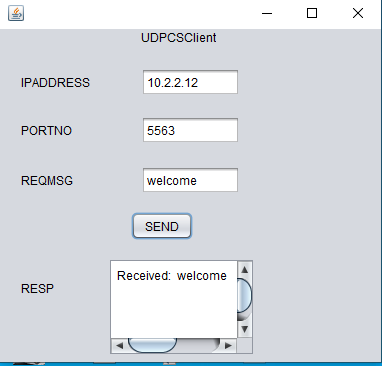 UDPCSClient
IPADDRESS 10.2.2.12
PORTNO 5563
REQMSG welcome
SEND
Received: welcome
RESP